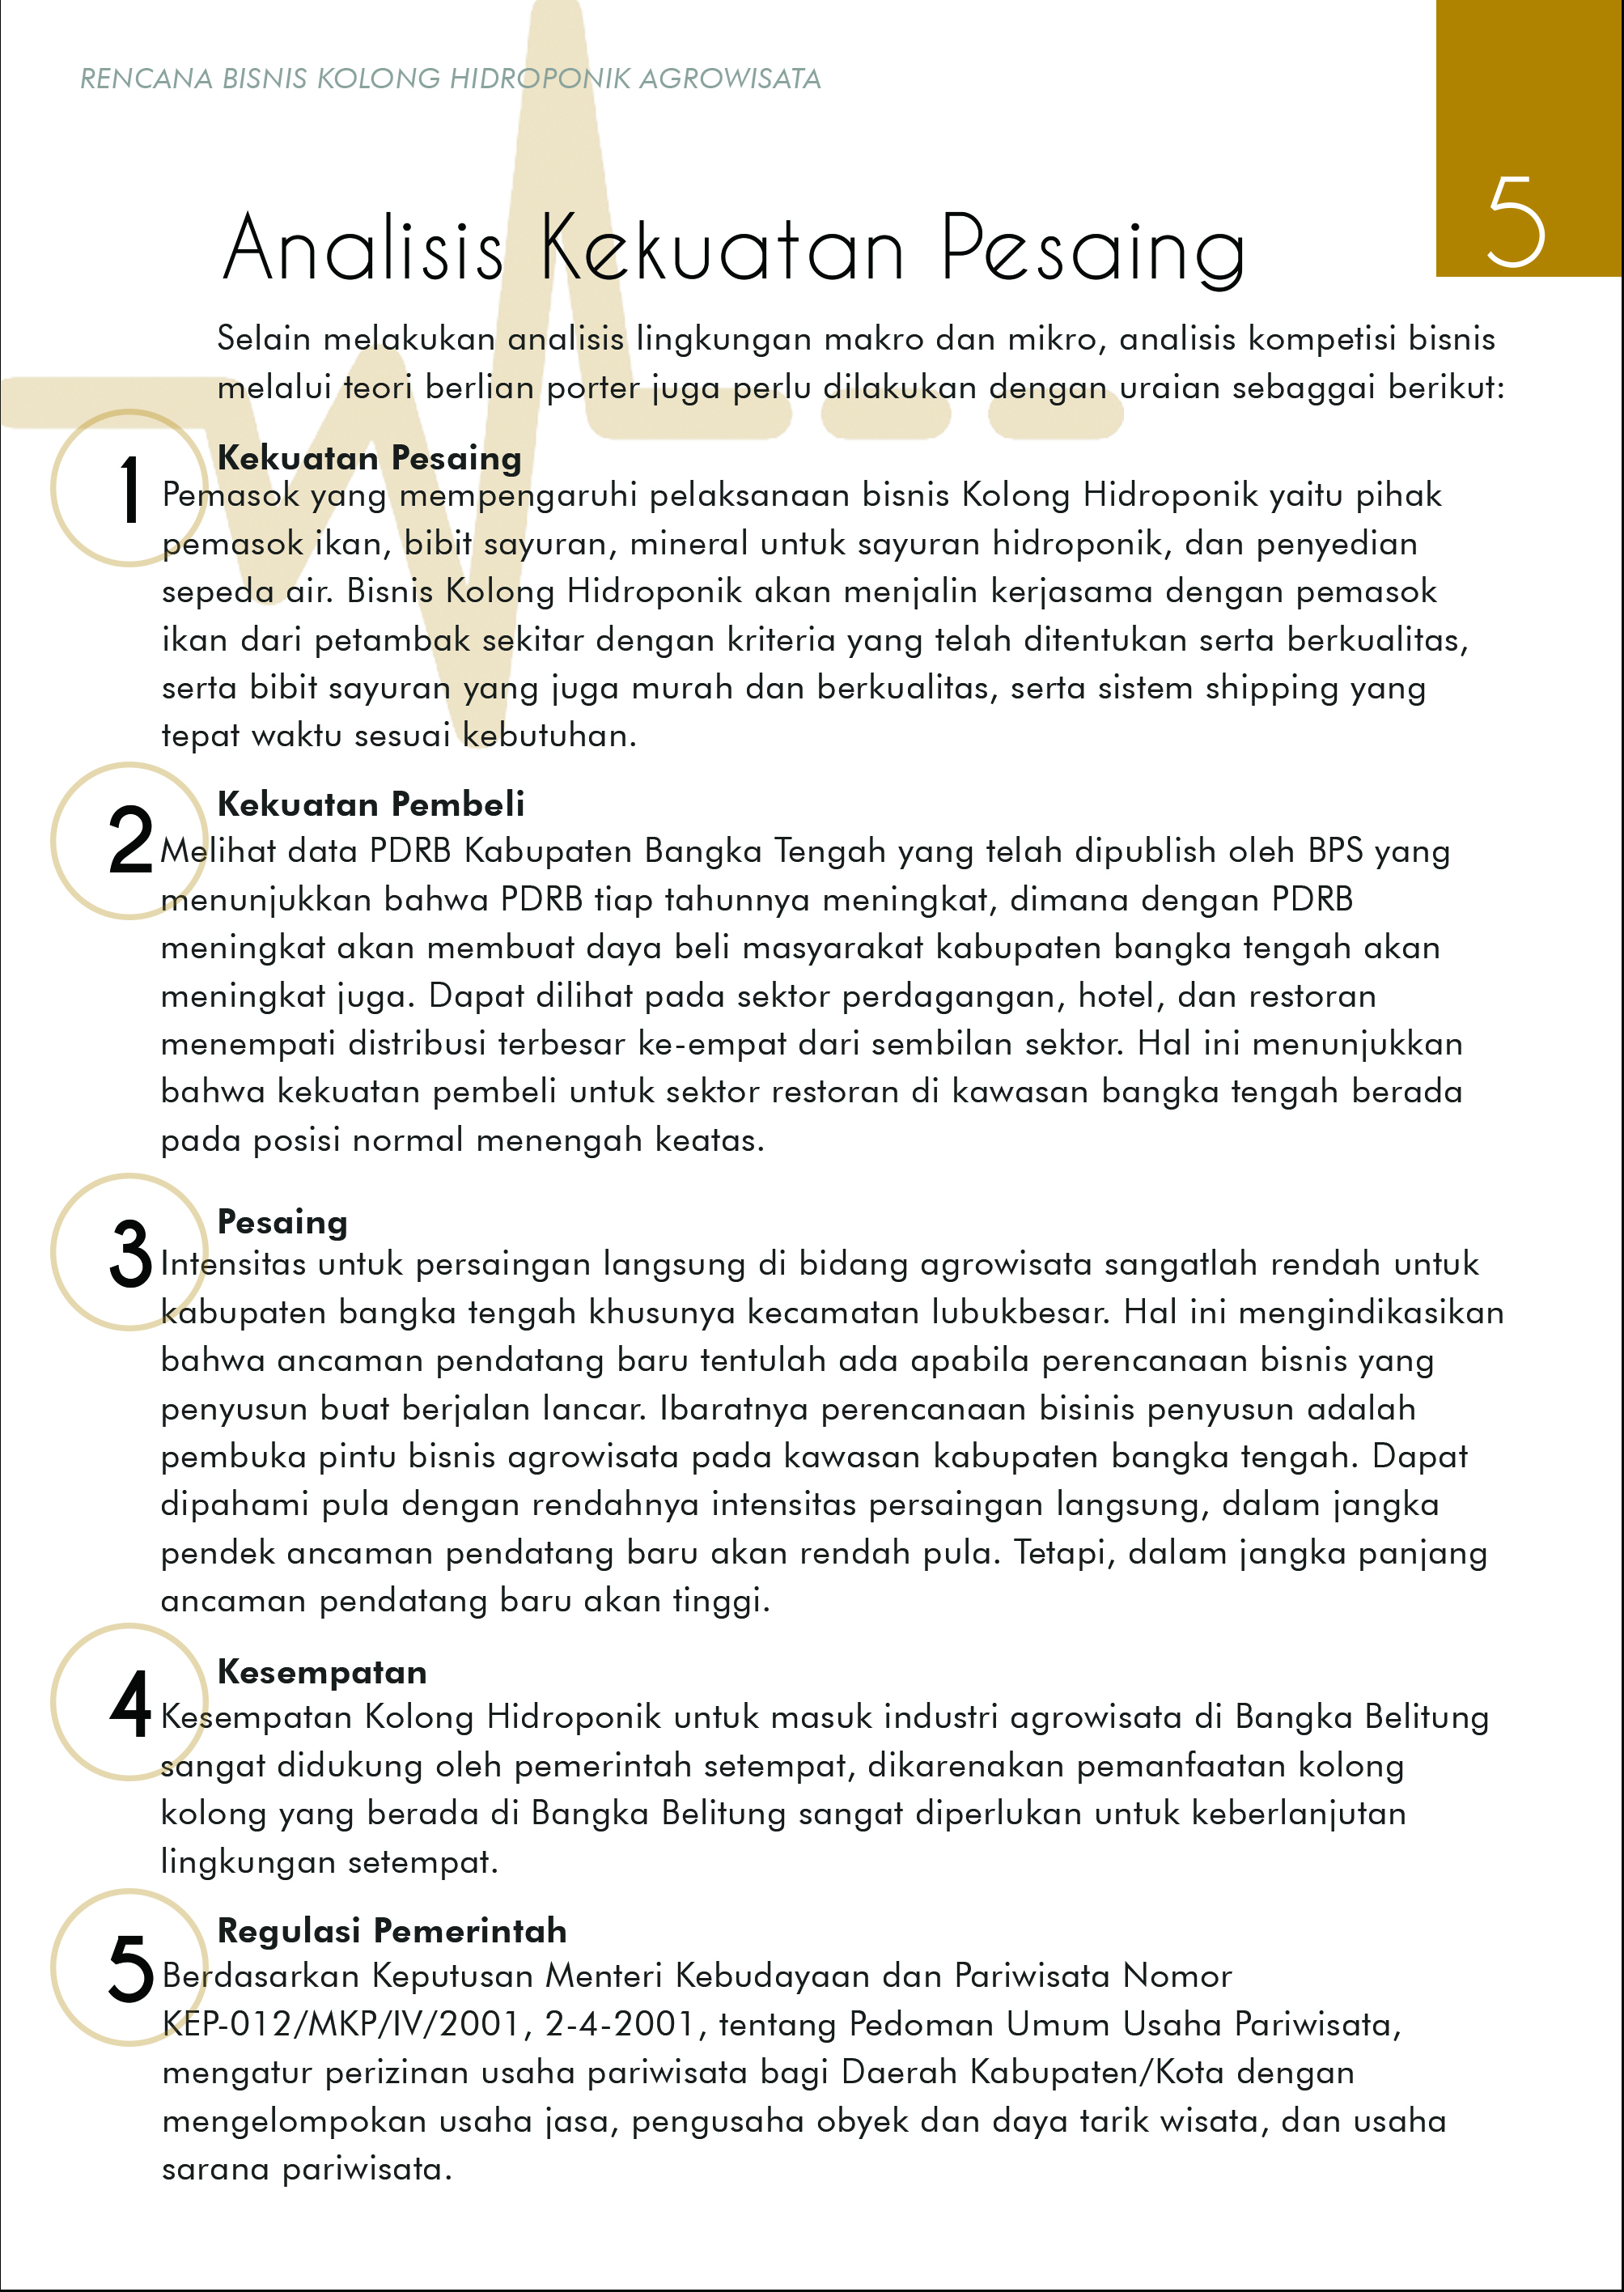 RENCANA BISNIS KOLONG HIDROPONIK AGROWISATA
5
Analisis Kekuatan Pesaing
Selain melakukan analisis lingkungan makro dan mikro, analisis kompetisi bisnis
melalui teori berlian porter juga perlu dilakukan dengan uraian sebaggai berikut:
1
Kekuatan Pesaing
Pemasok yang mempengaruhi pelaksanaan bisnis Kolong Hidroponik yaitu pihak
pemasok ikan, bibit sayuran, mineral untuk sayuran hidroponik, dan penyedian
sepeda air. Bisnis Kolong Hidroponik akan menjalin kerjasama dengan pemasok
ikan dari petambak sekitar dengan kriteria yang telah ditentukan serta berkualitas,
serta bibit sayuran yang juga murah dan berkualitas, serta sistem shipping yang
tepat waktu sesuai kebutuhan.
2
Kekuatan Pembeli
Melihat data PDRB Kabupaten Bangka Tengah yang telah dipublish oleh BPS yang
menunjukkan bahwa PDRB tiap tahunnya meningkat, dimana dengan PDRB
meningkat akan membuat daya beli masyarakat kabupaten bangka tengah akan
meningkat juga. Dapat dilihat pada sektor perdagangan, hotel, dan restoran
menempati distribusi terbesar ke-empat dari sembilan sektor. Hal ini menunjukkan
bahwa kekuatan pembeli untuk sektor restoran di kawasan bangka tengah berada
pada posisi normal menengah keatas.
3
Pesaing
Intensitas untuk persaingan langsung di bidang agrowisata sangatlah rendah untuk
kabupaten bangka tengah khusunya kecamatan lubukbesar. Hal ini mengindikasikan
bahwa ancaman pendatang baru tentulah ada apabila perencanaan bisnis yang
penyusun buat berjalan lancar. Ibaratnya perencanaan bisinis penyusun adalah
pembuka pintu bisnis agrowisata pada kawasan kabupaten bangka tengah. Dapat
dipahami pula dengan rendahnya intensitas persaingan langsung, dalam jangka
pendek ancaman pendatang baru akan rendah pula. Tetapi, dalam jangka panjang
ancaman pendatang baru akan tinggi.
4
Kesempatan
Kesempatan Kolong Hidroponik untuk masuk industri agrowisata di Bangka Belitung
sangat didukung oleh pemerintah setempat, dikarenakan pemanfaatan kolong
kolong yang berada di Bangka Belitung sangat diperlukan untuk keberlanjutan
lingkungan setempat.
5
Regulasi Pemerintah
Berdasarkan Keputusan Menteri Kebudayaan dan Pariwisata Nomor
KEP-012/MKP/IV/2001, 2-4-2001, tentang Pedoman Umum Usaha Pariwisata,
mengatur perizinan usaha pariwisata bagi Daerah Kabupaten/Kota dengan
mengelompokan usaha jasa, pengusaha obyek dan daya tarik wisata, dan usaha
sarana pariwisata.